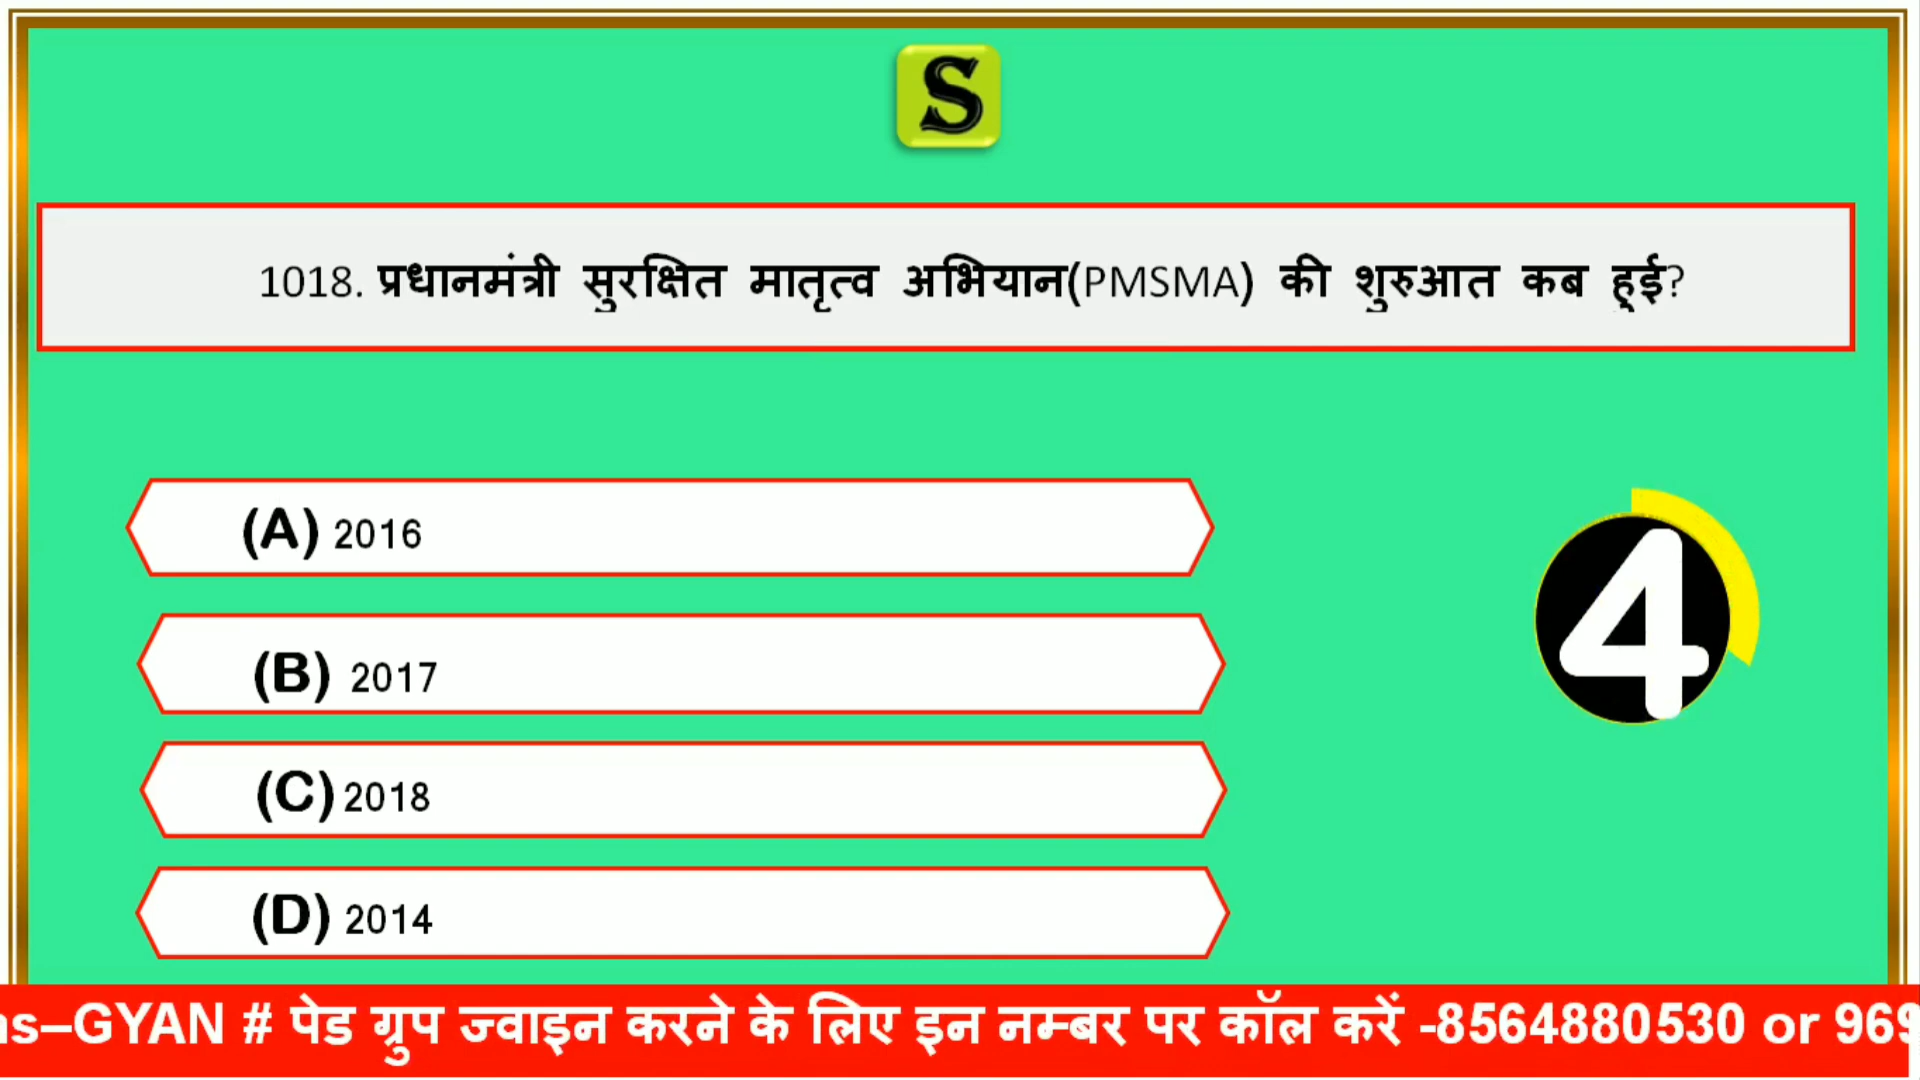 S
1018. प्रधानमंत्री सुरक्षित मातृत्व अभियान(PMSMA) की शुरुआत कब हुई?
(A) 2016
4
(B) 2017
(C) 2018
(D) 2014
–GYAN # पेड ग्रुप ज्वाइन करने के लिए इन नम्बर पर कॉल करें -8564880530 or